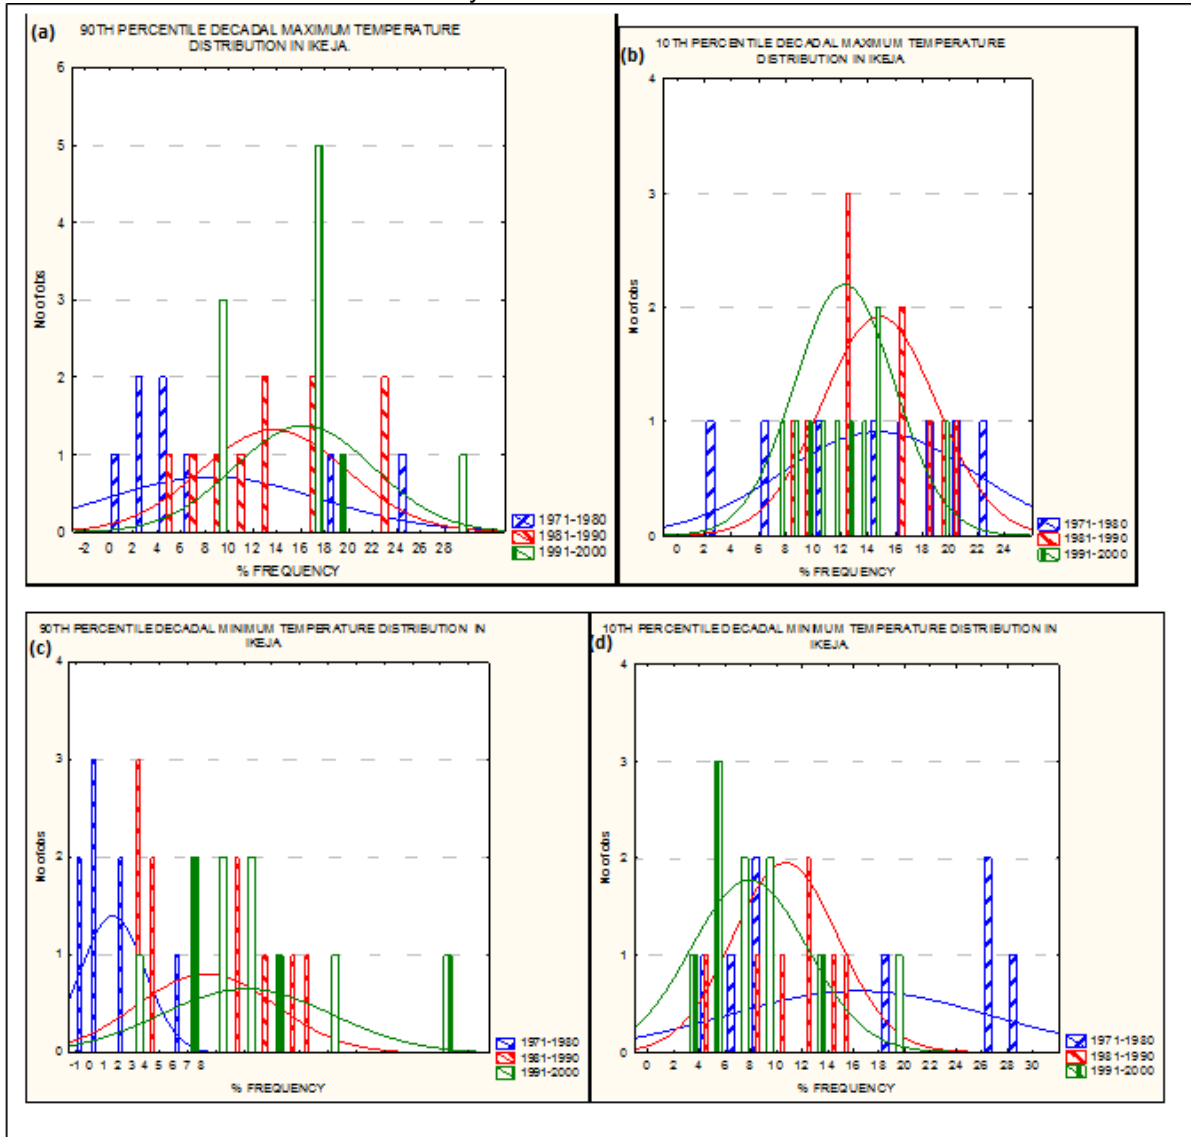 (a) 90TH PERCENTILE DECADAL MAXIMUM TEMPERATURE
DISTRIBUTION IN IKEJA.
6
5
4
3
2
1
0
No of obs
-2 0 2 4 6 8 10 12 14 16 18 20 22 24 26 28
% FREQUENCY
1971-1980
1981-1990
1991-2000
(b) 10TH PERCENTILE DECADAL MAXIMUM TEMPERATURE
DISTRIBUTION IN IKEJA
4
3
2
1
0
No of obs
0 2 4 6 8 10 12 14 16 18 20 22 24
% FREQUENCY
1971-1980
1981-1990
1991-2000
(c) 90TH PERCENTILE DECADAL MINIMUM TEMPERATURE DISTRIBUTION IN
IKEJA
4
3
2
1
0
No of obs
-1 0 1 2 3 4 5 6 7 8
% FREQUENCY
1971-1980
1981-1990
1991-2000
(d) 10TH PERCENTILE DECADAL MINIMUM TEMPERATURE DISTRIBUTION IN
IKEJA.
4
3
2
1
0
No of obs
0 2 4 6 8 10 12 14 16 18 20 22 24 26 28 30
% FREQUENCY
1971-1980
1981-1990
1991-2000